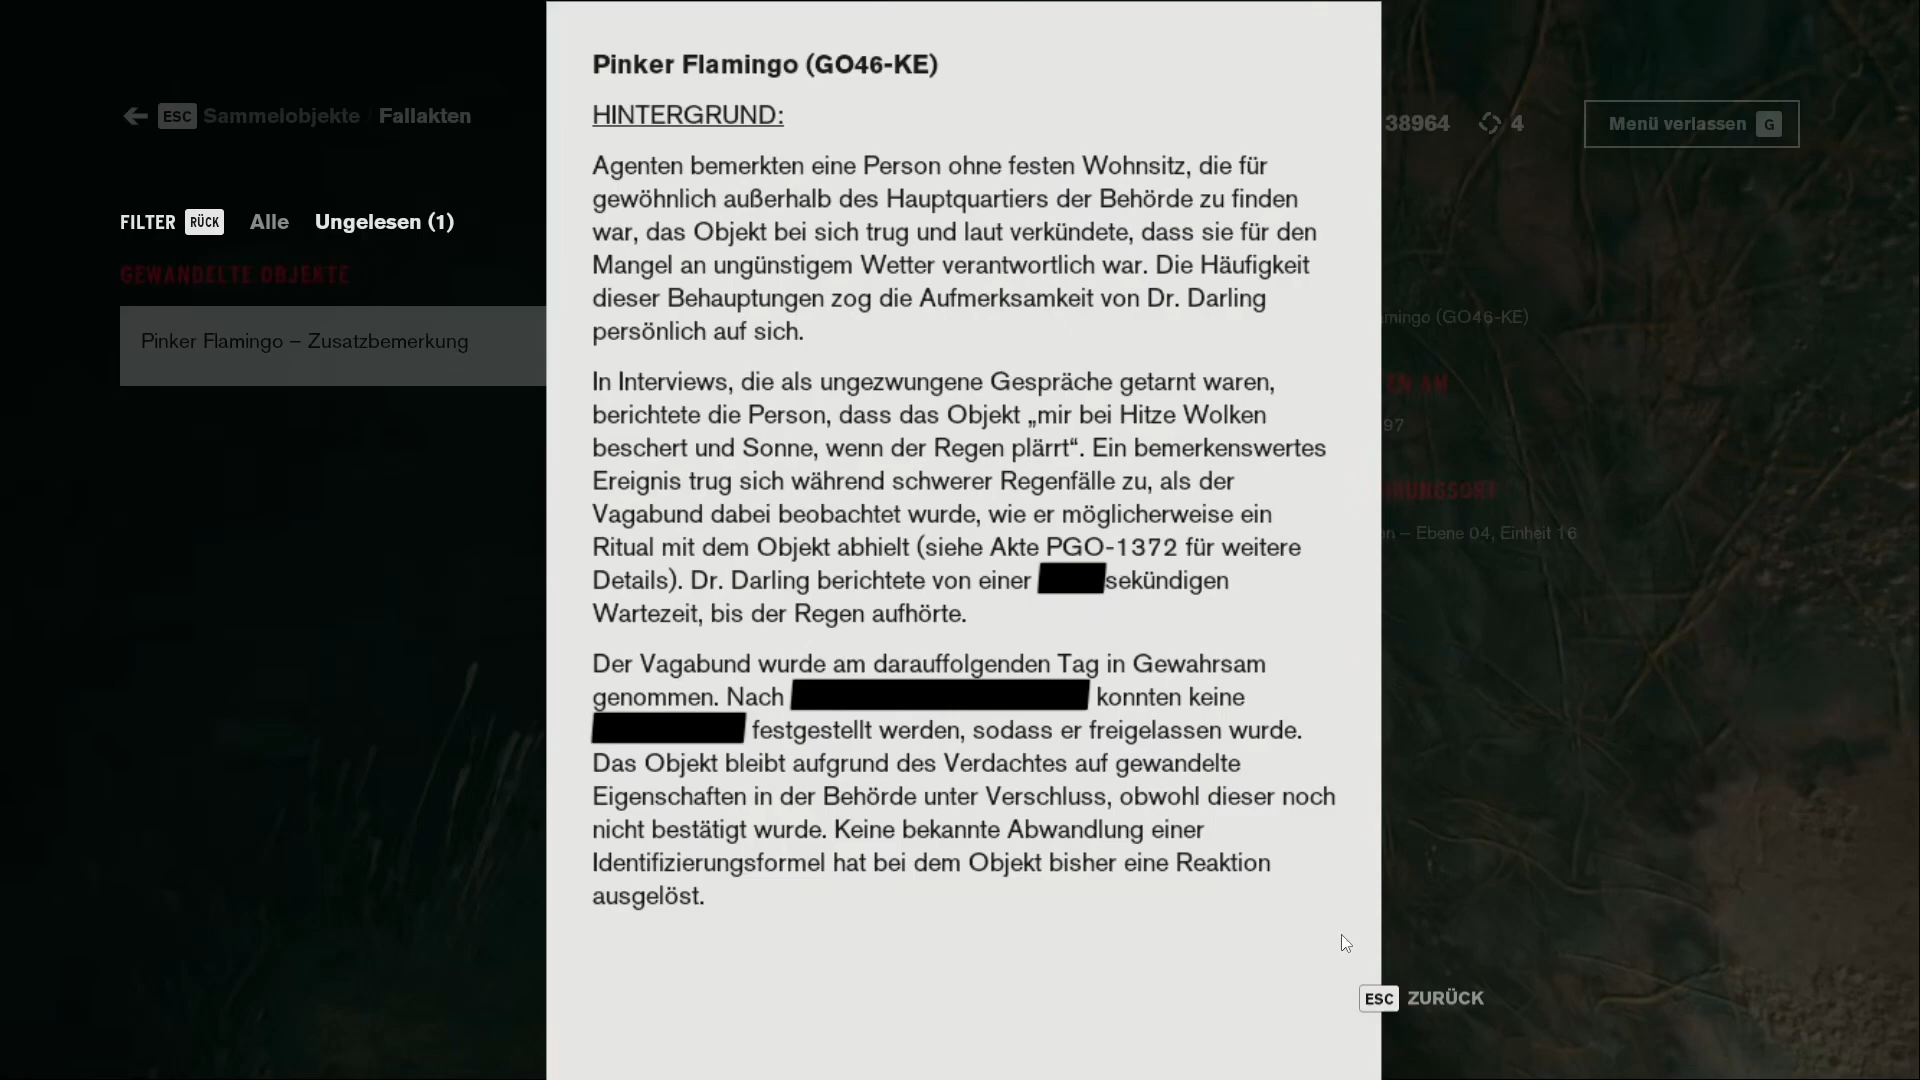 Pinker Flamingo (GO46-KE)
HINTERGRUND:
Agenten bemerkten eine Person ohne festen Wohnsitz, die für
gewöhnlich außerhalb des Hauptquartiers der Behörde zu finden
war, das Objekt bei sich trug und laut verkündete, dass sie für den
Mangel an ungünstigem Wetter verantwortlich war. Die Häufigkeit
dieser Behauptungen zog die Aufmerksamkeit von Dr. Darling
persönlich auf sich.
In Interviews, die als ungezwungene Gespräche getarnt waren,
berichtete die Person, dass das Objekt „mir bei Hitze Wolken
beschert und Sonne, wenn der Regen plärrt“. Ein bemerkenswertes
Ereignis trug sich während schwerer Regenfälle zu, als der
Vagabund dabei beobachtet wurde, wie er möglicherweise ein
Ritual mit dem Objekt abhielt (siehe Akte PGO-1372 für weitere
Details). Dr. Darling berichtete von einer sekündigen
Wartezeit, bis der Regen aufhörte.
Der Vagabund wurde am darauffolgenden Tag in Gewahrsam
genommen. Nach konnten keine
festgestellt werden, sodass er freigelassen wurde.
Das Objekt bleibt aufgrund des Verdachtes auf gewandelte
Eigenschaften in der Behörde unter Verschluss, obwohl dieser noch
nicht bestätigt wurde. Keine bekannte Abwandlung einer
Identifizierungsformel hat bei dem Objekt bisher eine Reaktion
ausgelöst.
ESC Sammelobjekte / Fallakten
FILTER RÜCK Alle Ungelesen (1)
GEWANDELTE OBJEKTE
Pinker Flamingo – Zusatzbemerkung
38964 4
Menü verlassen G
(GO46-KE)
97
– Ebene 04, Einheit 16
ESC ZURÜCK